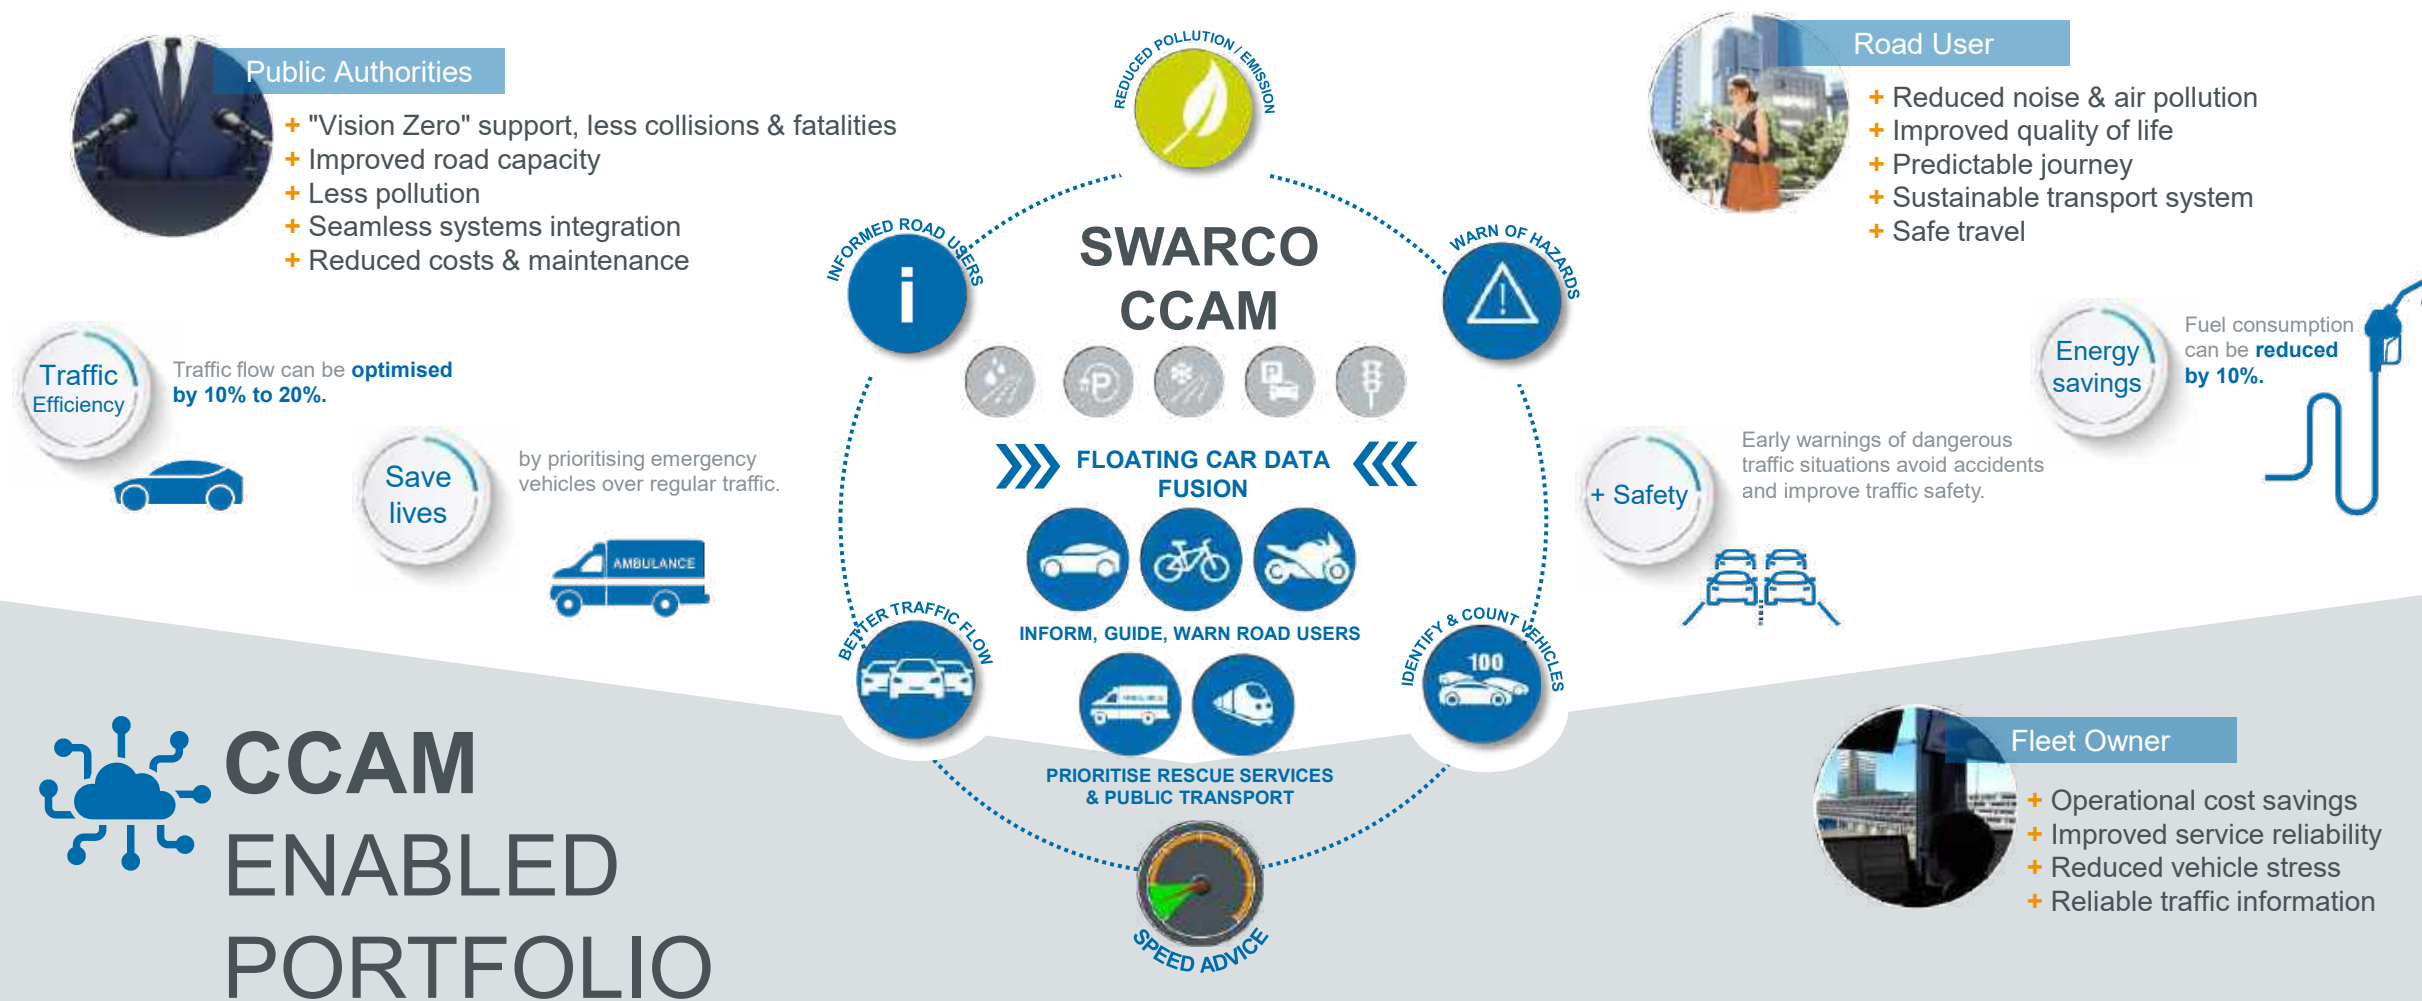 Public Authorities
+ "Vision Zero" support, less collisions & fatalities
+ Improved road capacity
+ Less pollution
+ Seamless systems integration
+ Reduced costs & maintenance
Traffic
Efficiency
Traffic flow can be optimised
by 10% to 20%.
Save
lives
by prioritising emergency
vehicles over regular traffic.
AMBULANCE
REDUCED POLLUTION / EMISSION
INFORMED ROAD USERS
i
WARN OF HAZARDS
!
SWARCO
CCAM
P
P
FLOATING CAR DATA
FUSION
INFORM, GUIDE, WARN ROAD USERS
BETTER TRAFFIC FLOW
IDENTIFY & COUNT VEHICLES
100
AMBULANCE
PRIORITISE RESCUE SERVICES
& PUBLIC TRANSPORT
SPEED ADVICE
Road User
+ Reduced noise & air pollution
+ Improved quality of life
+ Predictable journey
+ Sustainable transport system
+ Safe travel
Energy
savings
Fuel consumption
can be reduced
by 10%.
+ Safety
Early warnings of dangerous
traffic situations avoid accidents
and improve traffic safety.
CCAM
ENABLED
PORTFOLIO
Fleet Owner
+ Operational cost savings
+ Improved service reliability
+ Reduced vehicle stress
+ Reliable traffic information